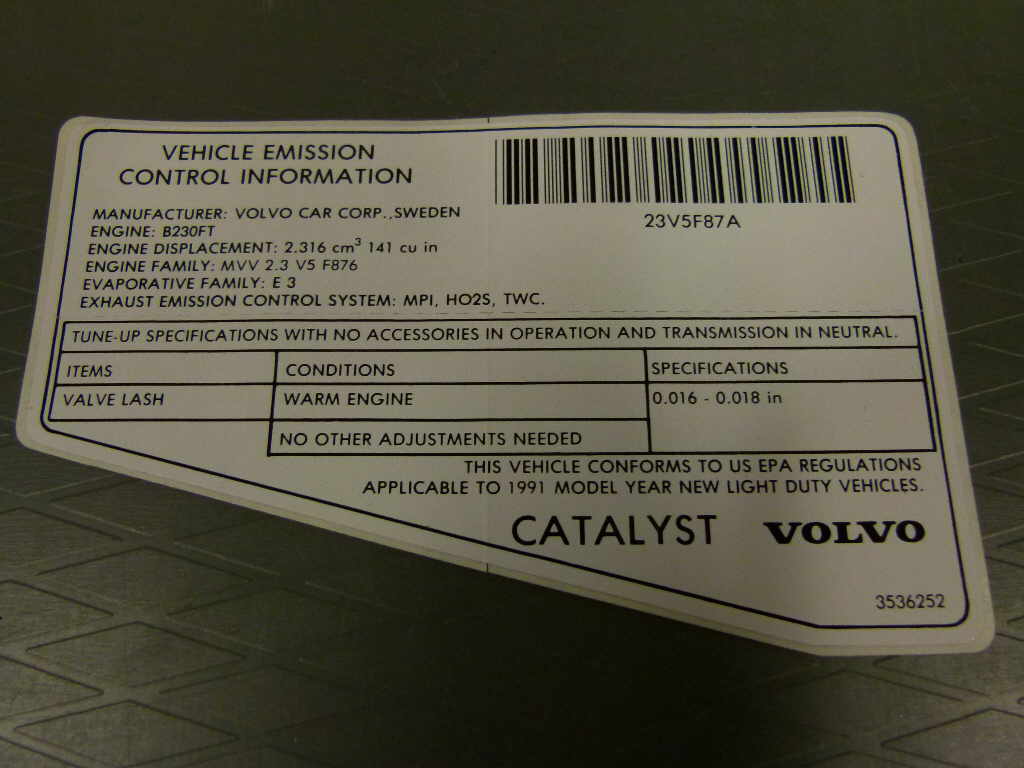 VEHICLE EMISSION
CONTROL INFORMATION
MANUFACTURER: VOLVO CAR CORP.,SWEDEN
ENGINE: B230FT
ENGINE DISPLACEMENT: 2.316 cm³ 141 cu in
ENGINE FAMILY: MVV 2.3 V5 F876
EVAPORATIVE FAMILY: E 3
EXHAUST EMISSION CONTROL SYSTEM: MPI, HO2S, TWC.
23V5F87A
TUNE-UP SPECIFICATIONS WITH NO ACCESSORIES IN OPERATION AND TRANSMISSION IN NEUTRAL.
ITEMS CONDITIONS SPECIFICATIONS
VALVE LASH WARM ENGINE 0.016 - 0.018 in
NO OTHER ADJUSTMENTS NEEDED
THIS VEHICLE CONFORMS TO US EPA REGULATIONS
APPLICABLE TO 1991 MODEL YEAR NEW LIGHT DUTY VEHICLES.
CATALYST VOLVO
3536252